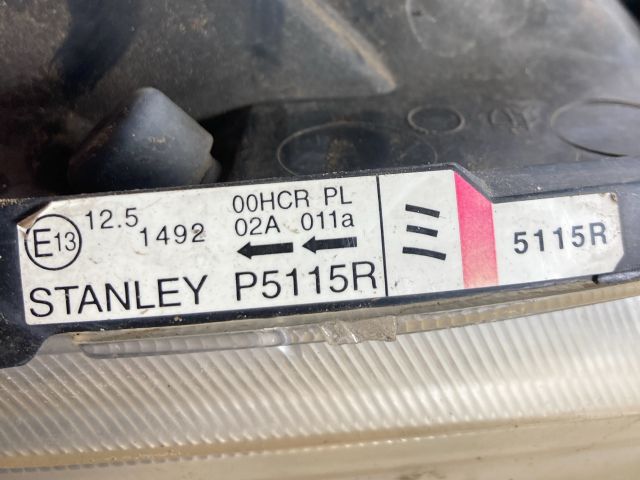 E13 12.5 1492
00HCR PL
02A 011a
STANLEY P5115R
5115R